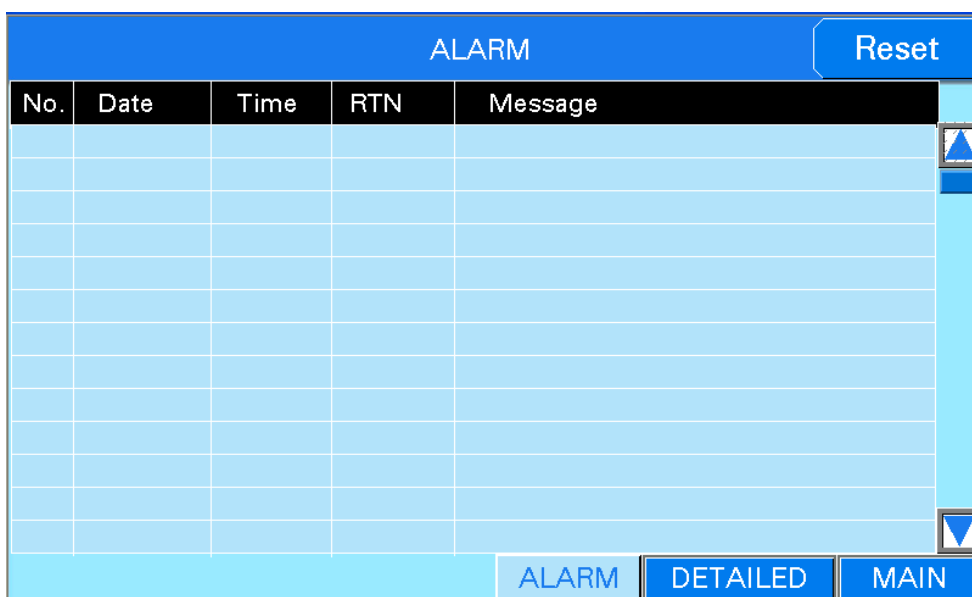 ALARM Reset
No. Date Time RTN Message
ALARM DETAILED MAIN